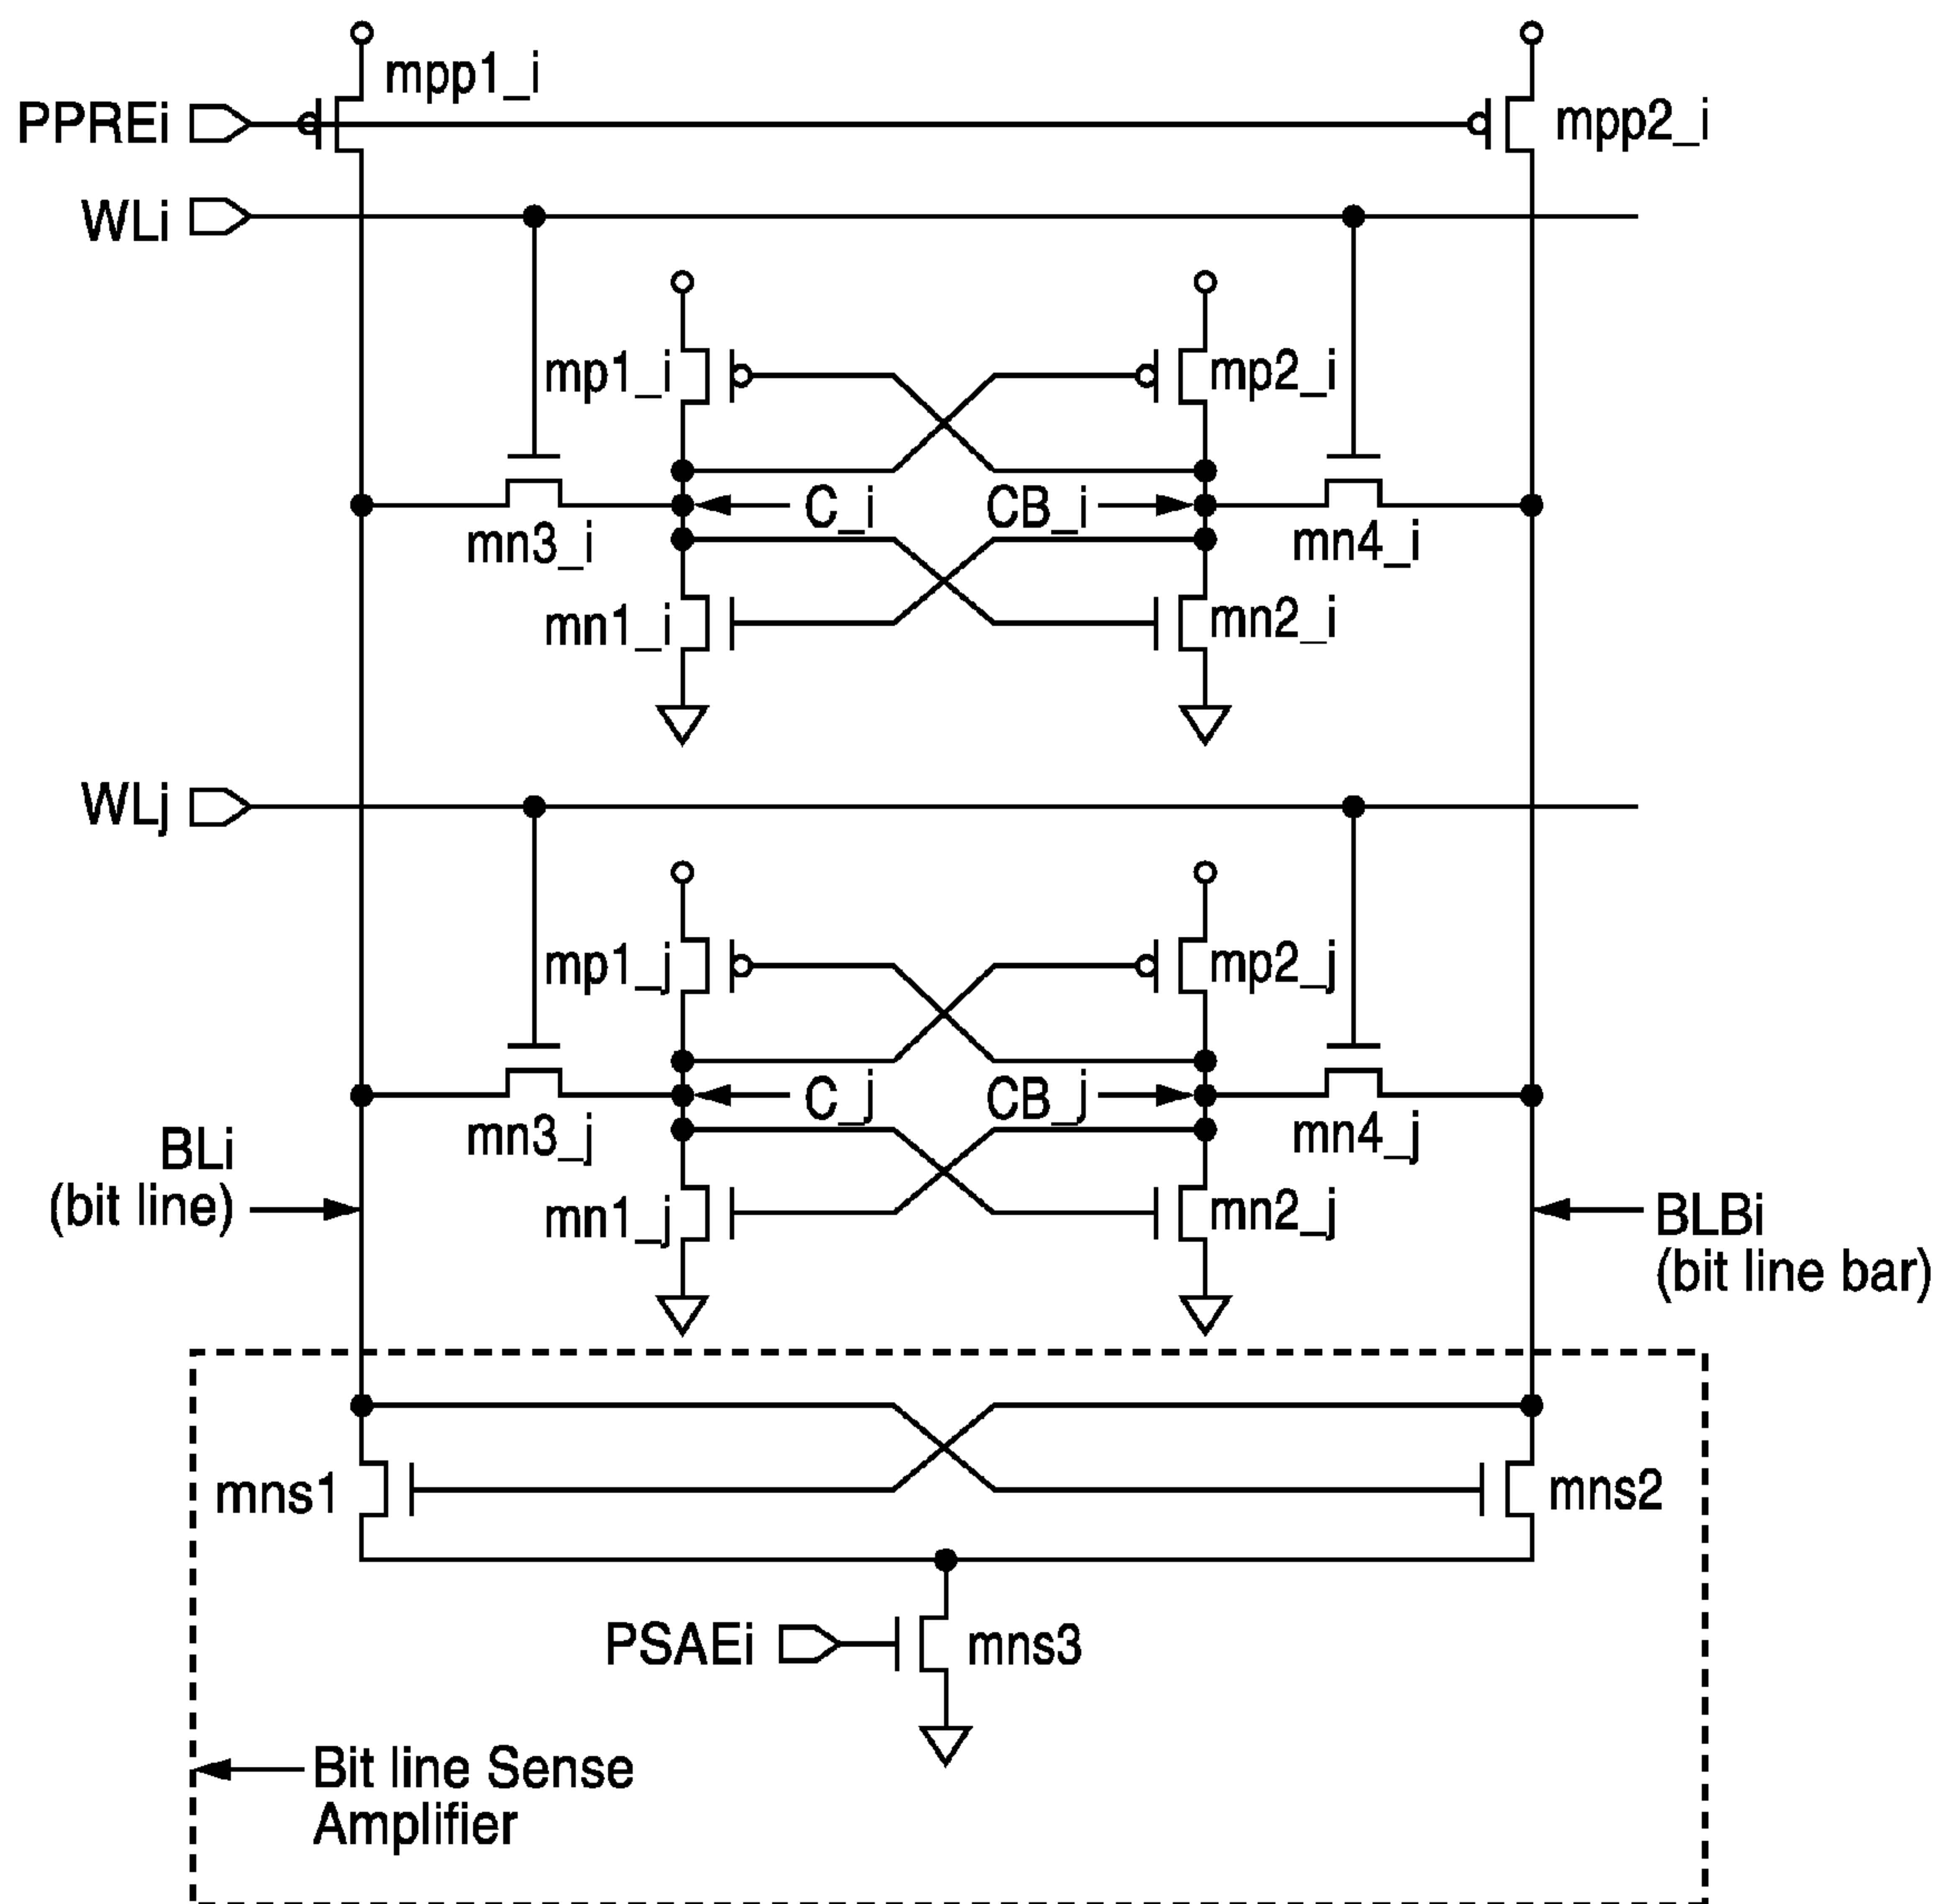 mpp1_i
PPREi
mpp2_i
WLi
mp1_i
mp2_i
C_i
CB_i
mn3_i
mn4_i
mn1_i
mn2_i
WLj
mp1_j
mp2_j
C_j
CB_j
mn3_j
mn4_j
BLi
(bit line)
mn1_j
mn2_j
BLBi
(bit line bar)
mns1
mns2
PSAEi
mns3
Bit line Sense
Amplifier